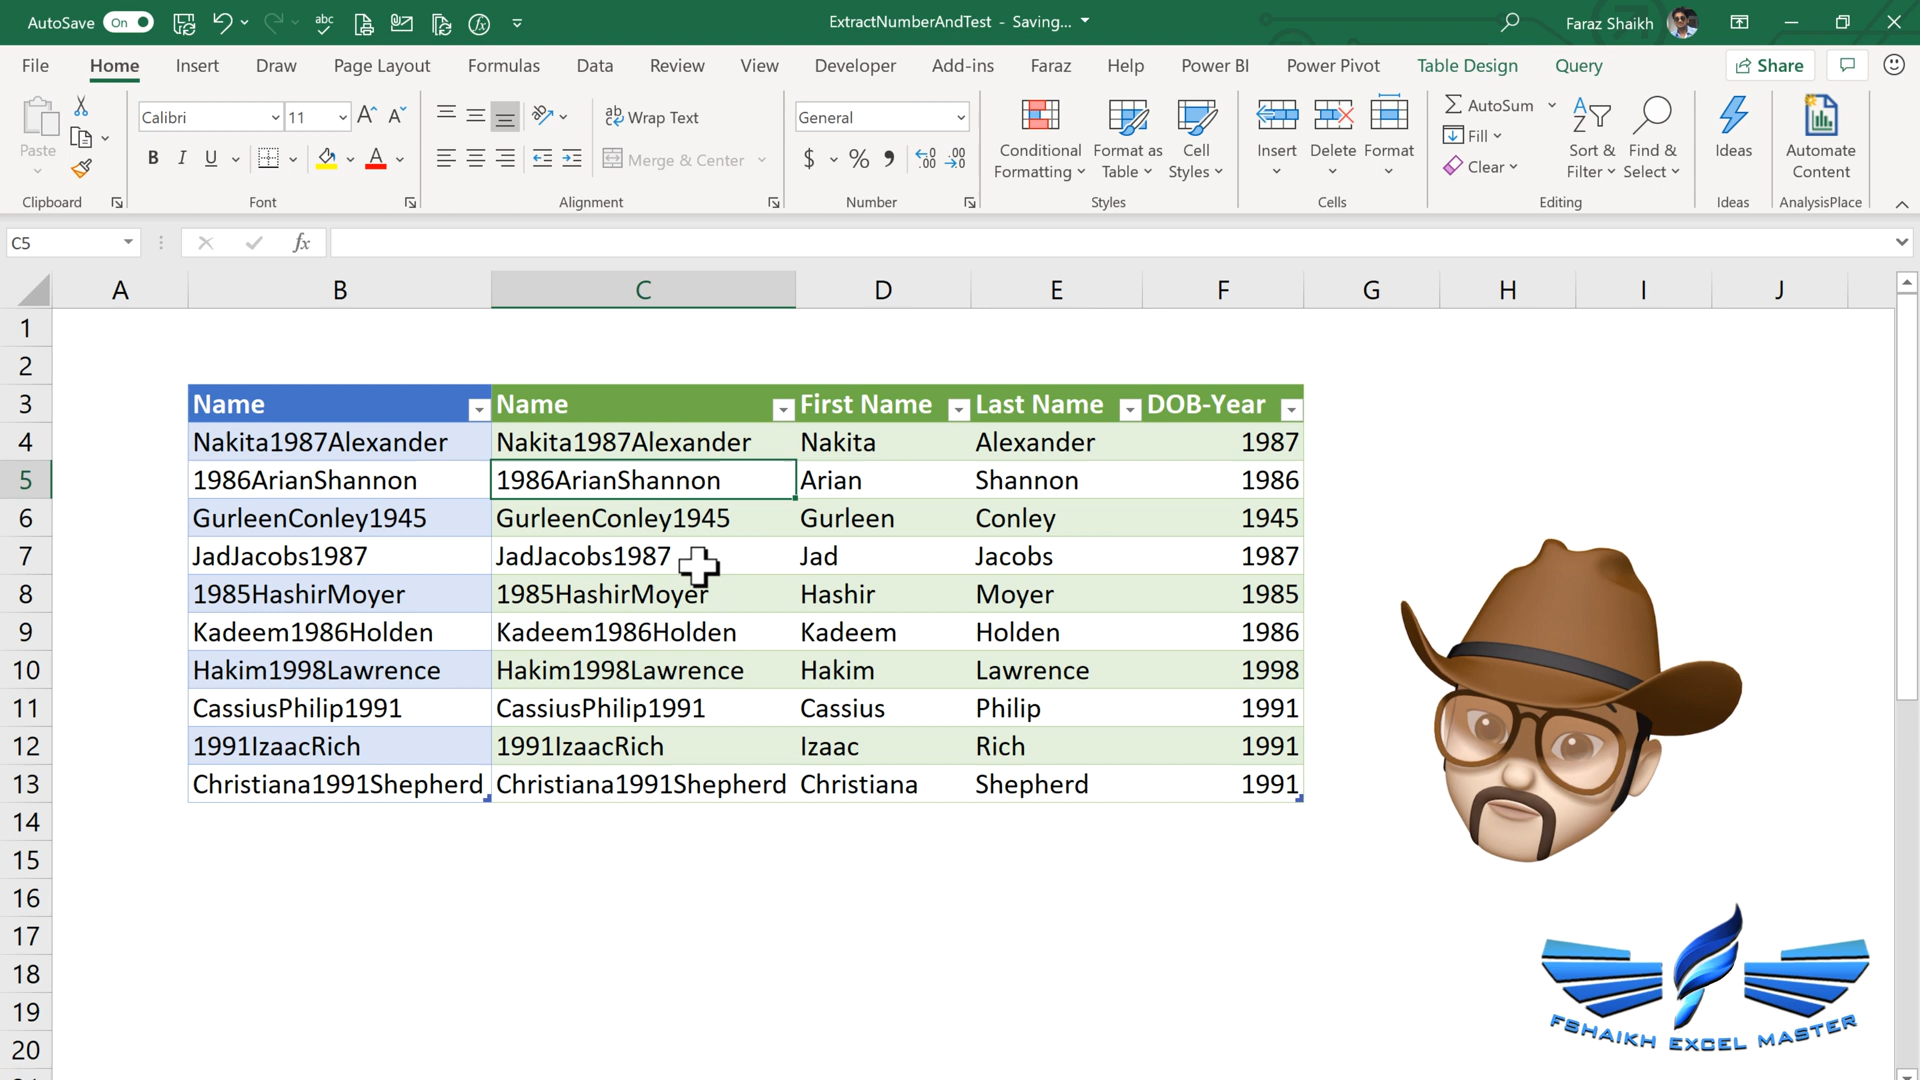 AutoSave On abc ExtractNumberAndTest - Saving... Faraz Shaikh
File Home Insert Draw Page Layout Formulas Data Review View Developer Add-ins Faraz Help Power BI Power Pivot Table Design Query Share
Paste
Calibri 11
B I U A
ab Wrap Text
Merge & Center
General
$ % 9
Conditional Formatting
Format as Table
Cell Styles
Insert
Delete
Format
AutoSum
Fill
Clear
Sort & Filter
Find & Select
Ideas
Automate Content
Clipboard Font Alignment Number Styles Cells Editing Ideas AnalysisPlace
C5 fx
A B C D E F G H I J
1
2
3 Name Name First Name Last Name DOB-Year
4 Nakita1987Alexander Nakita1987Alexander Nakita Alexander 1987
5 1986ArianShannon 1986ArianShannon Arian Shannon 1986
6 GurleenConley1945 GurleenConley1945 Gurleen Conley 1945
7 JadJacobs1987 JadJacobs1987 Jad Jacobs 1987
8 1985HashirMoyer 1985HashirMoyer Hashir Moyer 1985
9 Kadeem1986Holden Kadeem1986Holden Kadeem Holden 1986
10 Hakim1998Lawrence Hakim1998Lawrence Hakim Lawrence 1998
11 CassiusPhilip1991 CassiusPhilip1991 Cassius Philip 1991
12 1991IzaacRich 1991IzaacRich Izaac Rich 1991
13 Christiana1991Shepherd Christiana1991Shepherd Christiana Shepherd 1991
14
15
16
17
18
19
20
FSHAIKH EXCEL MASTER